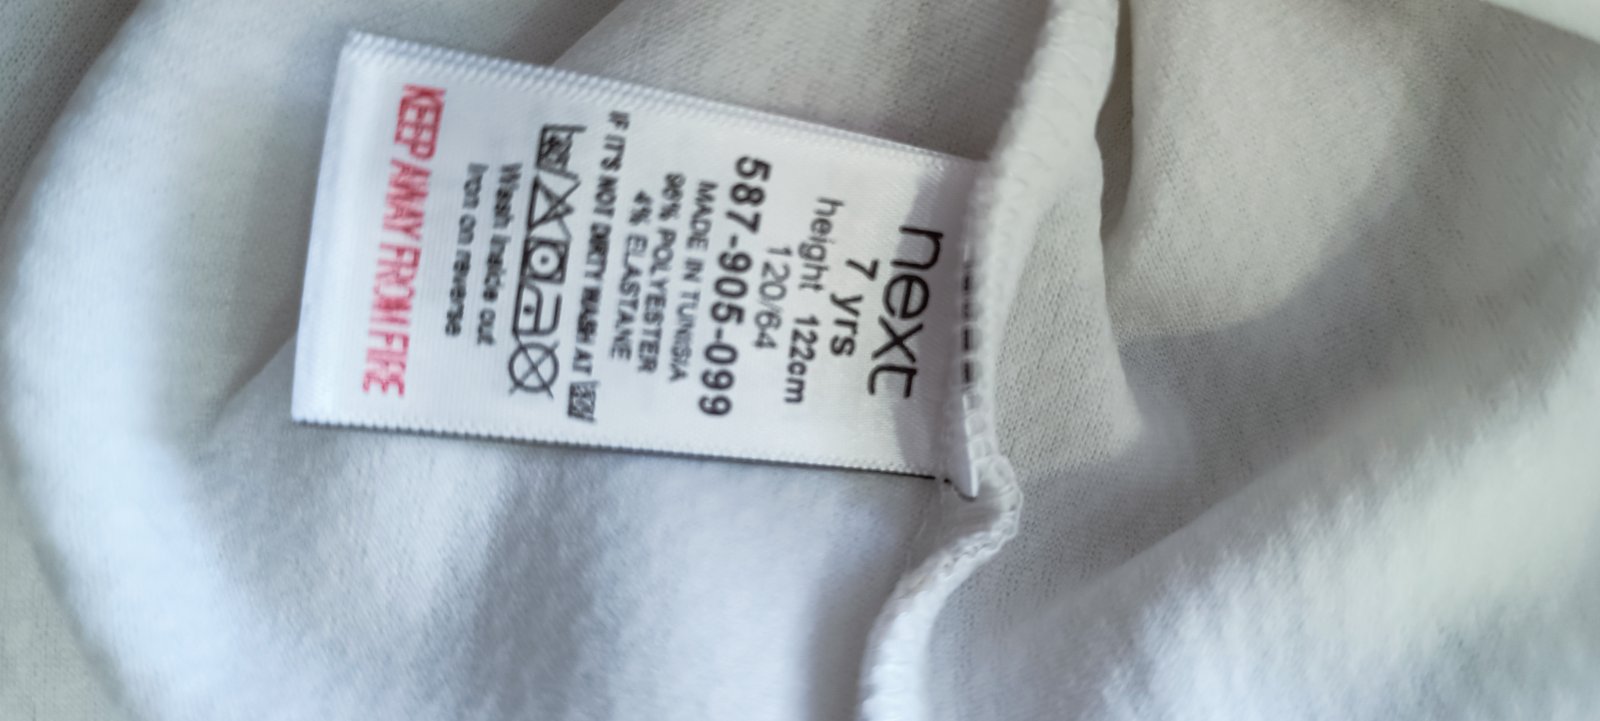 next
7 yrs
height 122cm
120/64
587-905-099
MADE IN TUNISIA
96% POLYESTER
4% ELASTANE
IF IT'S NOT DIRTY WASH AT
Wash inside out
Iron on reverse
KEEP AWAY FROM FIRE